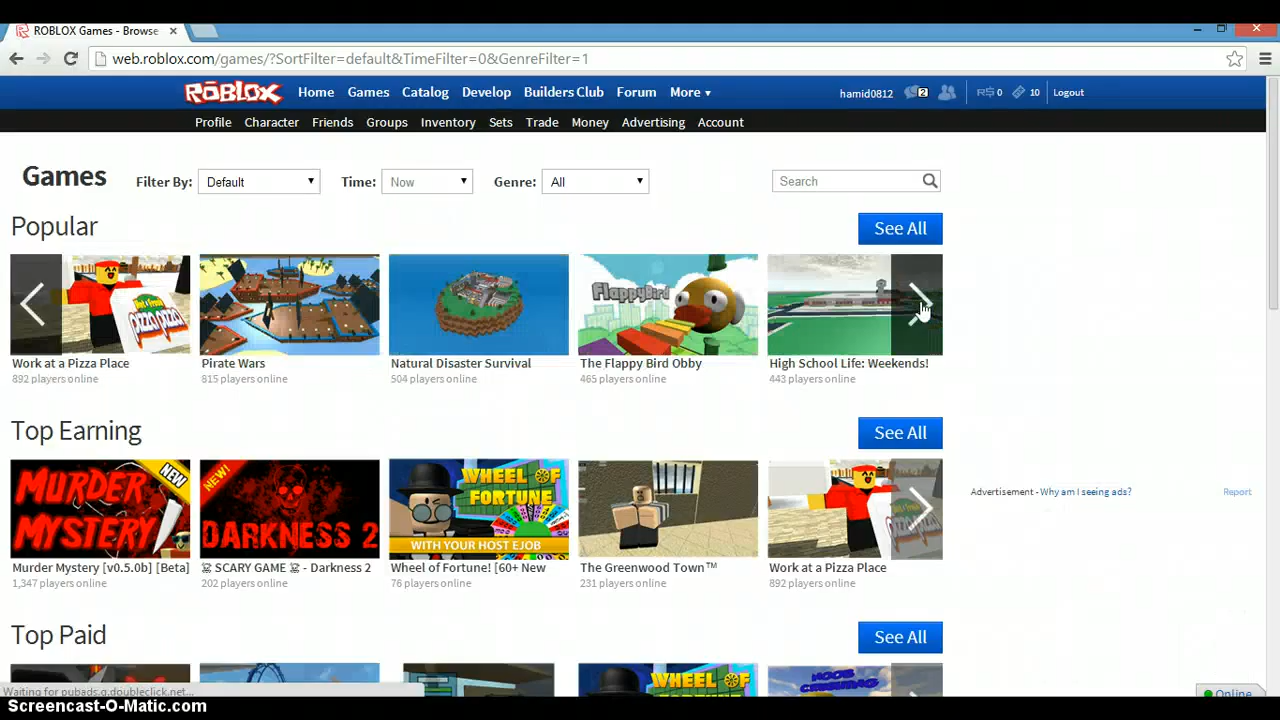 ROBLOX Games - Browse
web.roblox.com/games/?SortFilter=default&TimeFilter=0&GenreFilter=1
ROBLOX Home Games Catalog Develop Builders Club Forum More hamid0812 2 R$ 0 10 Logout
Profile Character Friends Groups Inventory Sets Trade Money Advertising Account
Games Filter By: Default Time: Now Genre: All Search
Popular See All
pizza pizza
FlappyBird
Work at a Pizza Place Pirate Wars Natural Disaster Survival The Flappy Bird Obby High School Life: Weekends!
892 players online 815 players online 504 players online 465 players online 443 players online
Top Earning See All
MURDER MYSTERY NEW
NEW! DARKNESS 2
WHEEL OF FORTUNE
WITH YOUR HOST EJOB
Advertisement - Why am I seeing ads? Report
Murder Mystery [v0.5.0b] [Beta] ☠ SCARY GAME ☠ - Darkness 2 Wheel of Fortune! [60+ New The Greenwood Town™ Work at a Pizza Place
1,347 players online 202 players online 76 players online 231 players online 892 players online
Top Paid See All
WHEEL OF
NOOB
Waiting for pubads.g.doubleclick.net...
Online
Screencast-O-Matic.com